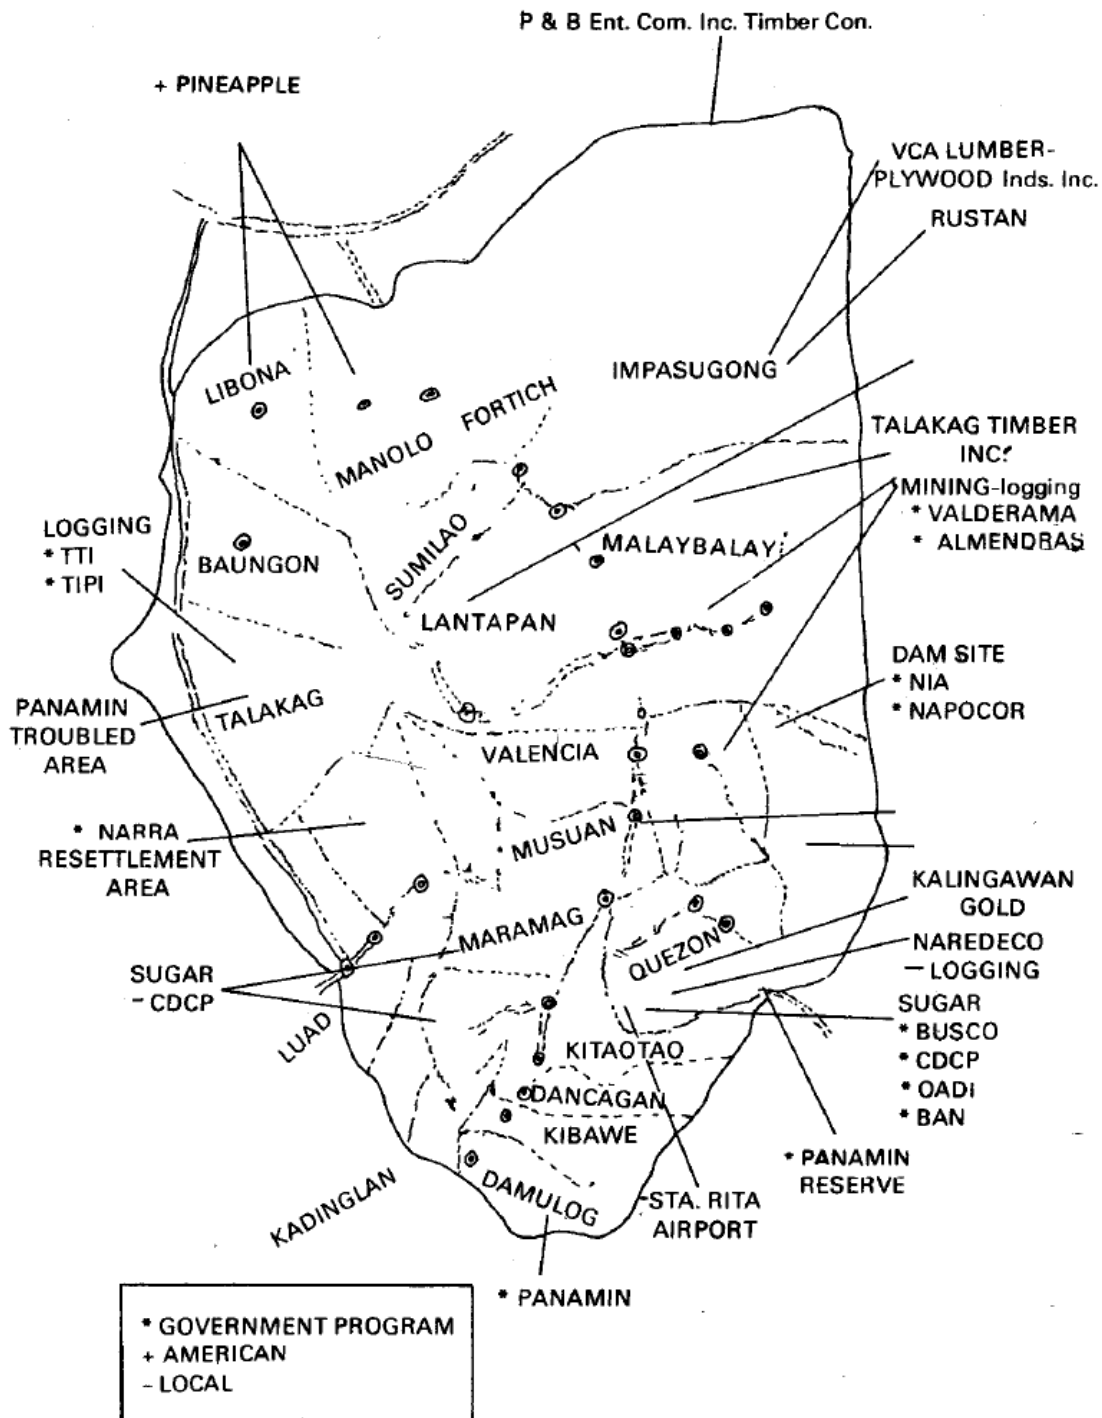 P & B Ent. Com. Inc. Timber Con.
+ PINEAPPLE
VCA LUMBER-
PLYWOOD Inds. Inc.
RUSTAN
IMPASUGONG
LIBONA
MANOLO FORTICH
TALAKAG TIMBER
INC.
MINING-logging
* VALDERAMA
* ALMENDRAS
LOGGING
* TTI
* TIPI
BAUNGON
SUMILAO
MALAYBALAY
LANTAPAN
DAM SITE
* NIA
* NAPOCOR
PANAMIN
TROUBLED
AREA
TALAKAG
VALENCIA
* NARRA
RESETTLEMENT
AREA
MUSUAN
KALINGAWAN
GOLD
MARAMAG
QUEZON
NAREDECO
— LOGGING
SUGAR
- CDCP
SUGAR
* BUSCO
* CDCP
* OADI
* BAN
LUAD
KITAOTAO
DANCAGAN
KIBAWE
* PANAMIN
RESERVE
KADINGLAN
DAMULOG
-STA. RITA
AIRPORT
* PANAMIN
* GOVERNMENT PROGRAM
+ AMERICAN
- LOCAL